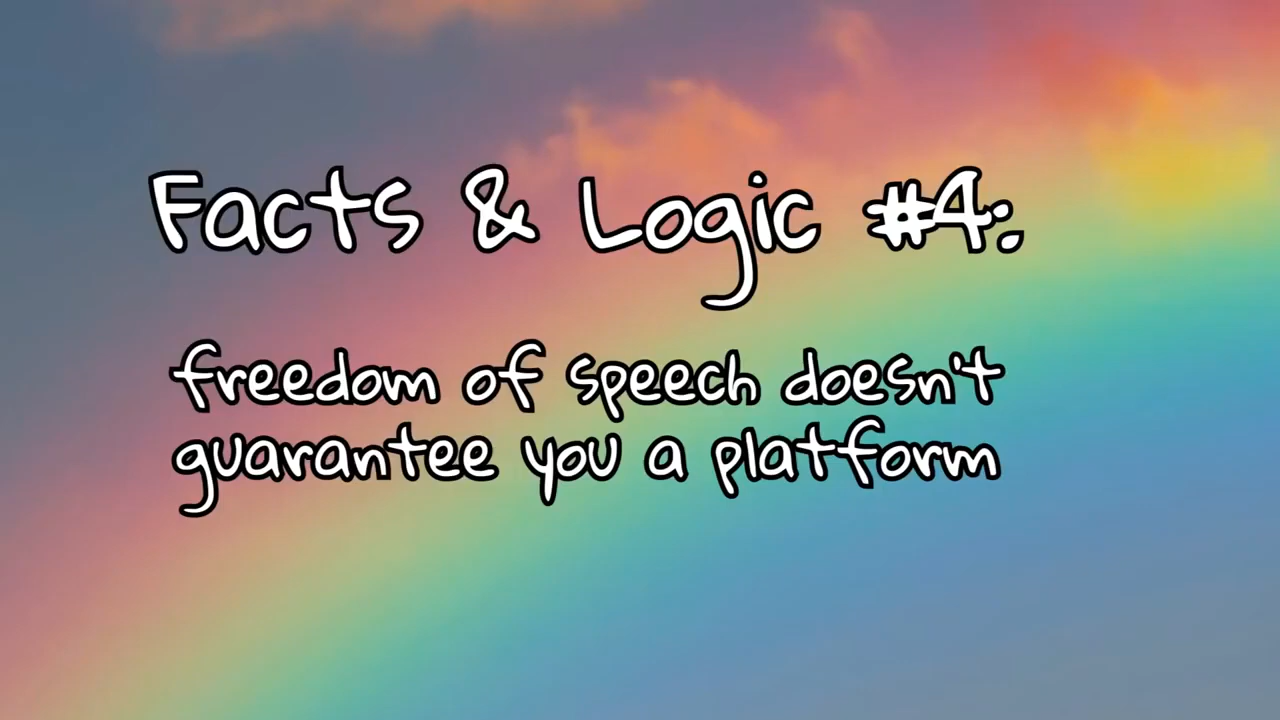 Facts & Logic #4:
freedom of speech doesn't
guarantee you a platform